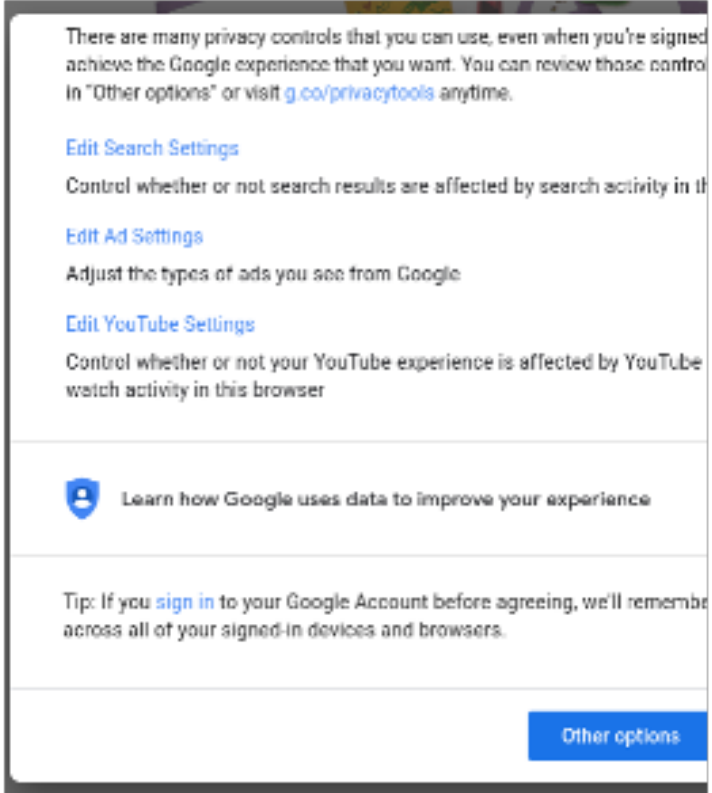 There are many privacy controls that you can use, even when you're signed
achieve the Google experience that you want. You can review those contro
in "Other options" or visit g.co/privacytools anytime.
Edit Search Settings
Control whether or not search results are affected by search activity in th
Edit Ad Settings
Adjust the types of ads you see from Google
Edit YouTube Settings
Control whether or not your YouTube experience is affected by YouTube
watch activity in this browser
Learn how Google uses data to improve your experience
Tip: If you sign in to your Google Account before agreeing, we'll remembe
across all of your signed-in devices and browsers.
Other options